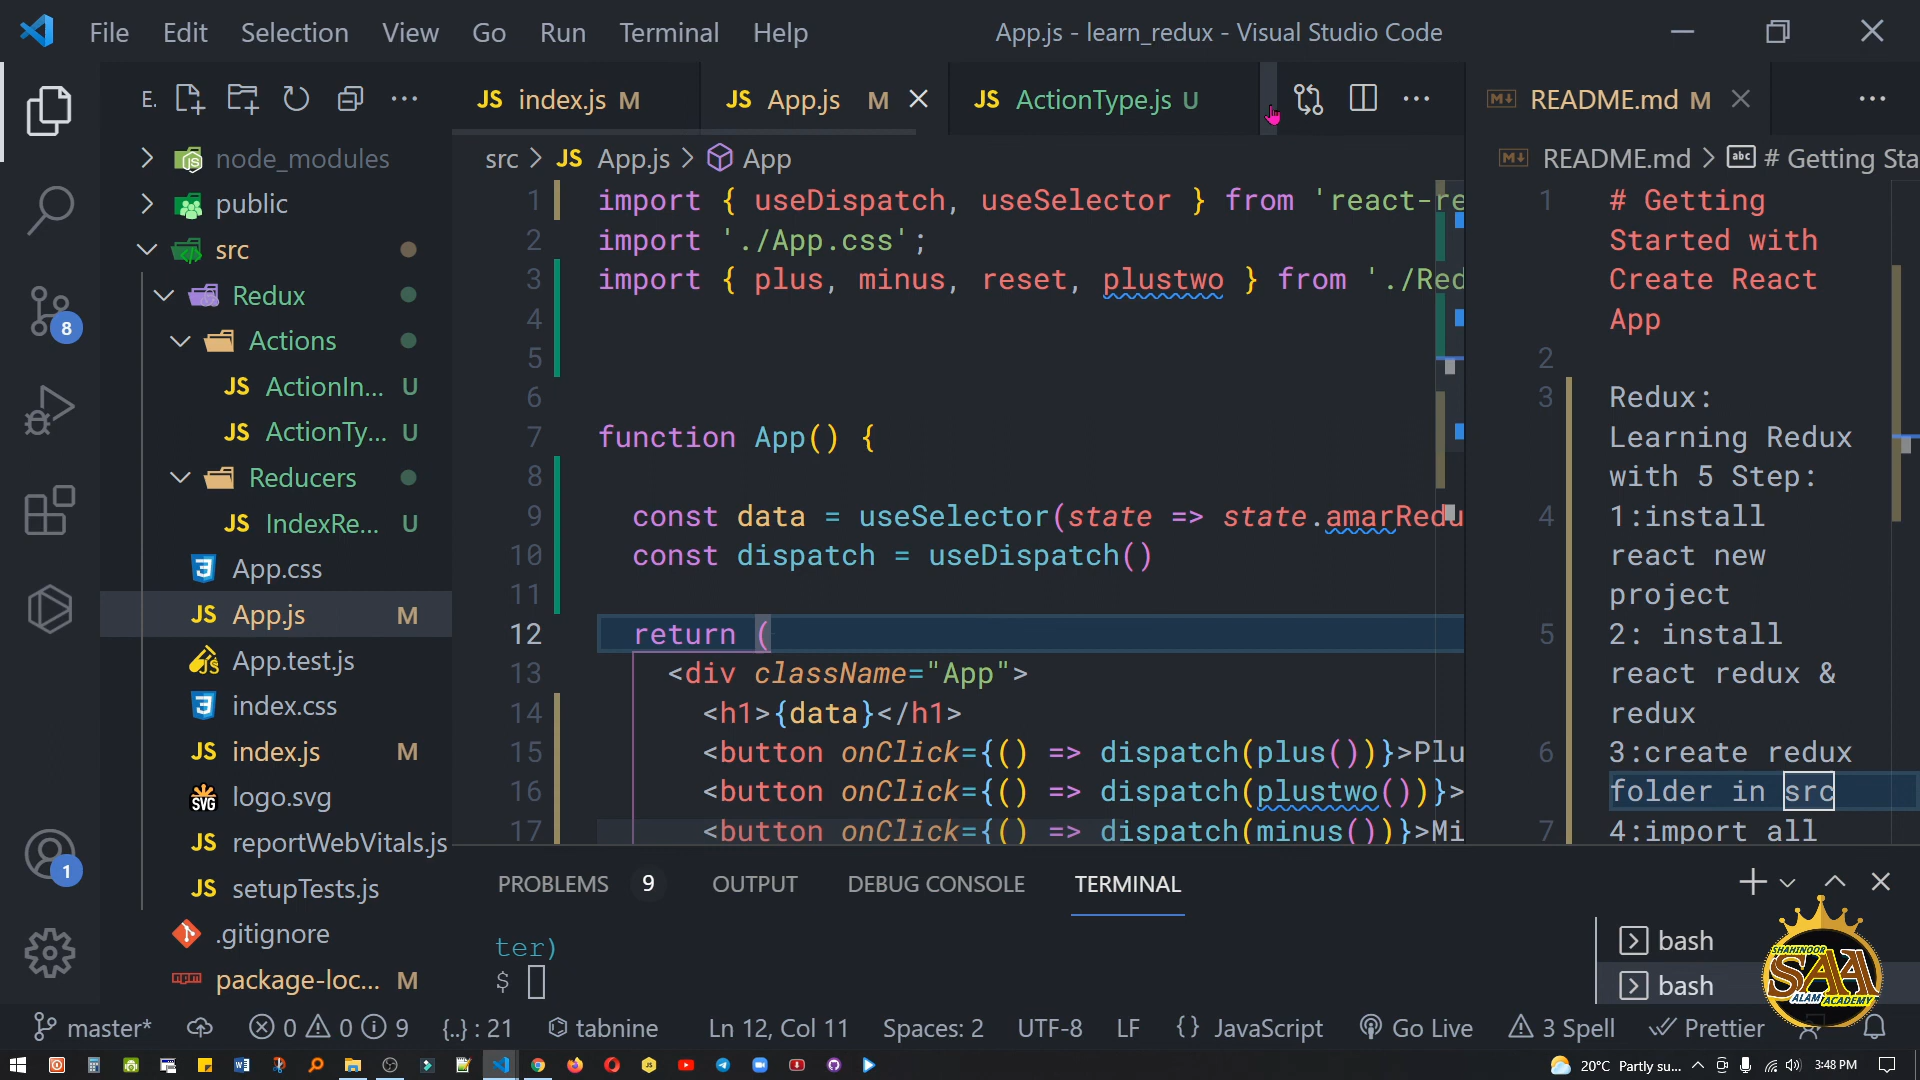 File Edit Selection View Go Run Terminal Help App.js - learn_redux - Visual Studio Code
E.
JS index.js M JS App.js M JS ActionType.js U
README.md M
src > JS App.js > App
README.md > abc # Getting Sta
node_modules
public
src
Redux
Actions
JS ActionIn... U
JS ActionTy... U
Reducers
JS IndexRe... U
App.css
JS App.js M
App.test.js
index.css
JS index.js M
SVG logo.svg
JS reportWebVitals.js
JS setupTests.js
.gitignore
package-loc... M
8
1
1 import { useDispatch, useSelector } from 'react-re
2 import './App.css';
3 import { plus, minus, reset, plustwo } from './Red
4
5
6
7 function App() {
8
9 const data = useSelector(state => state.amarRedu
10 const dispatch = useDispatch()
11
12 return (
13 <div className="App">
14 <h1>{data}</h1>
15 <button onClick={() => dispatch(plus())}>Plu
16 <button onClick={() => dispatch(plustwo())}>
17 <button onClick={() => dispatch(minus())}>Mi
1 # Getting
Started with
Create React
App
2
3 Redux:
Learning Redux
with 5 Step:
4 1:install
react new
project
5 2: install
react redux &
redux
6 3:create redux
folder in src
7 4:import all
PROBLEMS 9 OUTPUT DEBUG CONSOLE TERMINAL
ter)
$
bash
bash
SHAHINOOR
SAA
ALAM ACADEMY
master* 0 0 9 {..} : 21 tabnine Ln 12, Col 11 Spaces: 2 UTF-8 LF {} JavaScript Go Live 3 Spell Prettier
20°C Partly su... 3:48 PM